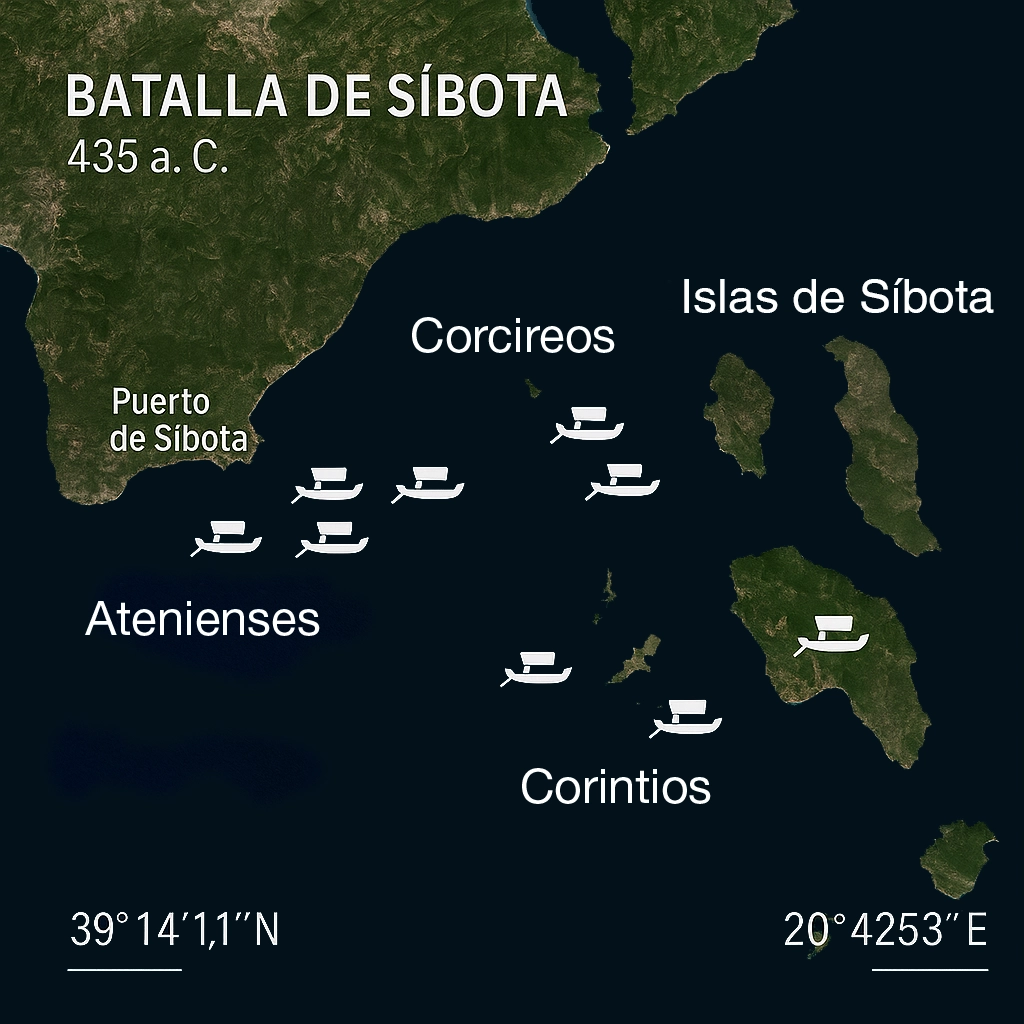 BATALLA DE SÍBOTA
435 a. C.
Islas de Síbota
Corcireos
Puerto
de Síbota
Atenienses
Corintios
39°14′1,1″N
20°4253″E